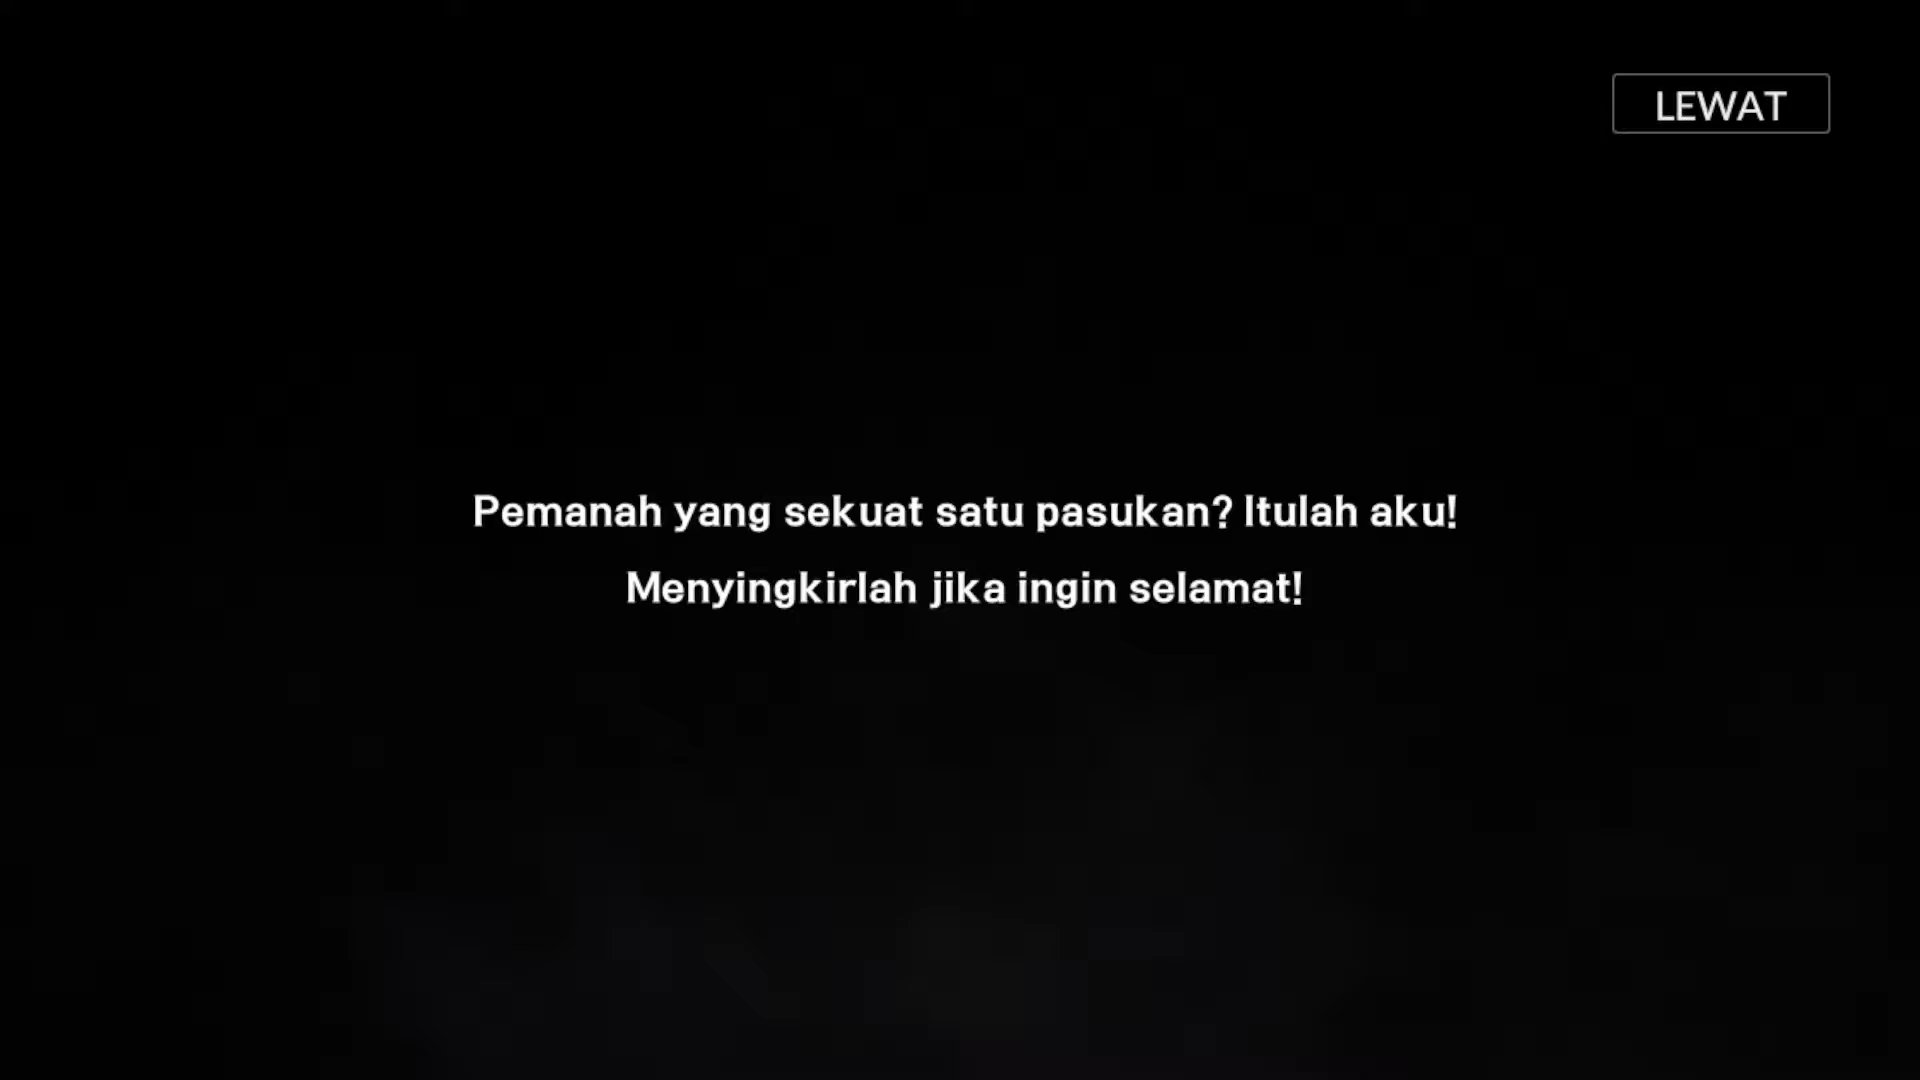 LEWAT
Pemanah yang sekuat satu pasukan? Itulah aku!
Menyingkirlah jika ingin selamat!